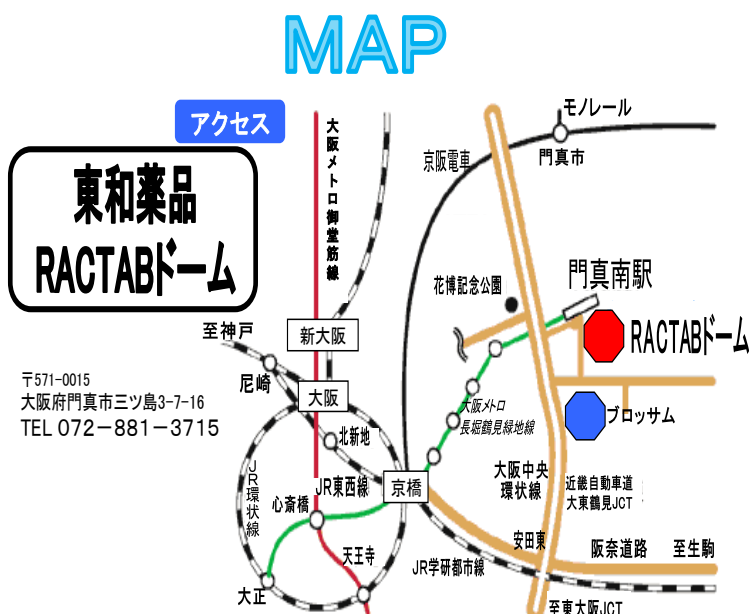 MAP
アクセス
東和薬品
RACTABドーム
〒571-0015
大阪府門真市三ツ島3-7-16
TEL 072－881－3715
大阪メトロ御堂筋線
モノレール
門真市
京阪電車
花博記念公園
門真南駅
RACTABドーム
至神戸
新大阪
尼崎
大阪
大阪メトロ
長堀鶴見緑地線
ブロッサム
北新地
JR環状線
JR東西線
京橋
大阪中央
環状線
近畿自動車道
大東鶴見JCT
心斎橋
安田東
阪奈道路
至生駒
天王寺
JR学研都市線
大正
至東大阪JCT